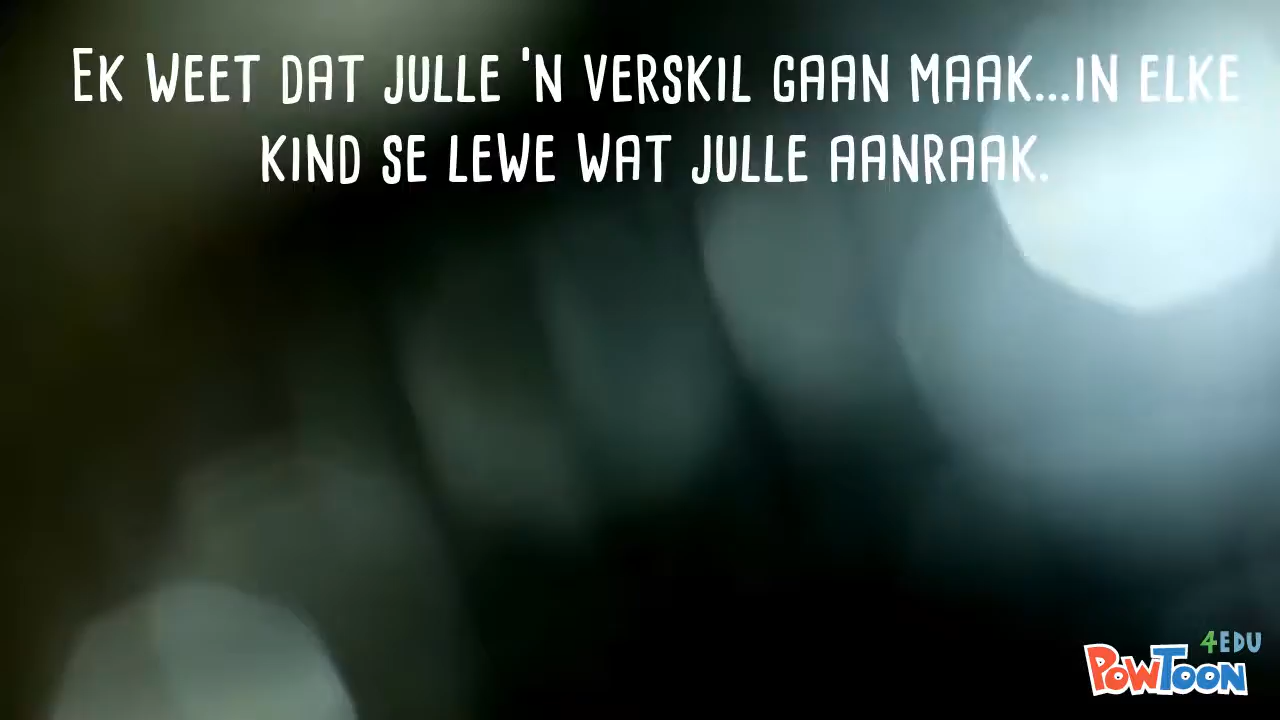 Ek weet dat julle 'n verskil gaan maak...in elke
kind se lewe wat julle aanraak.
4EDU
PowToon